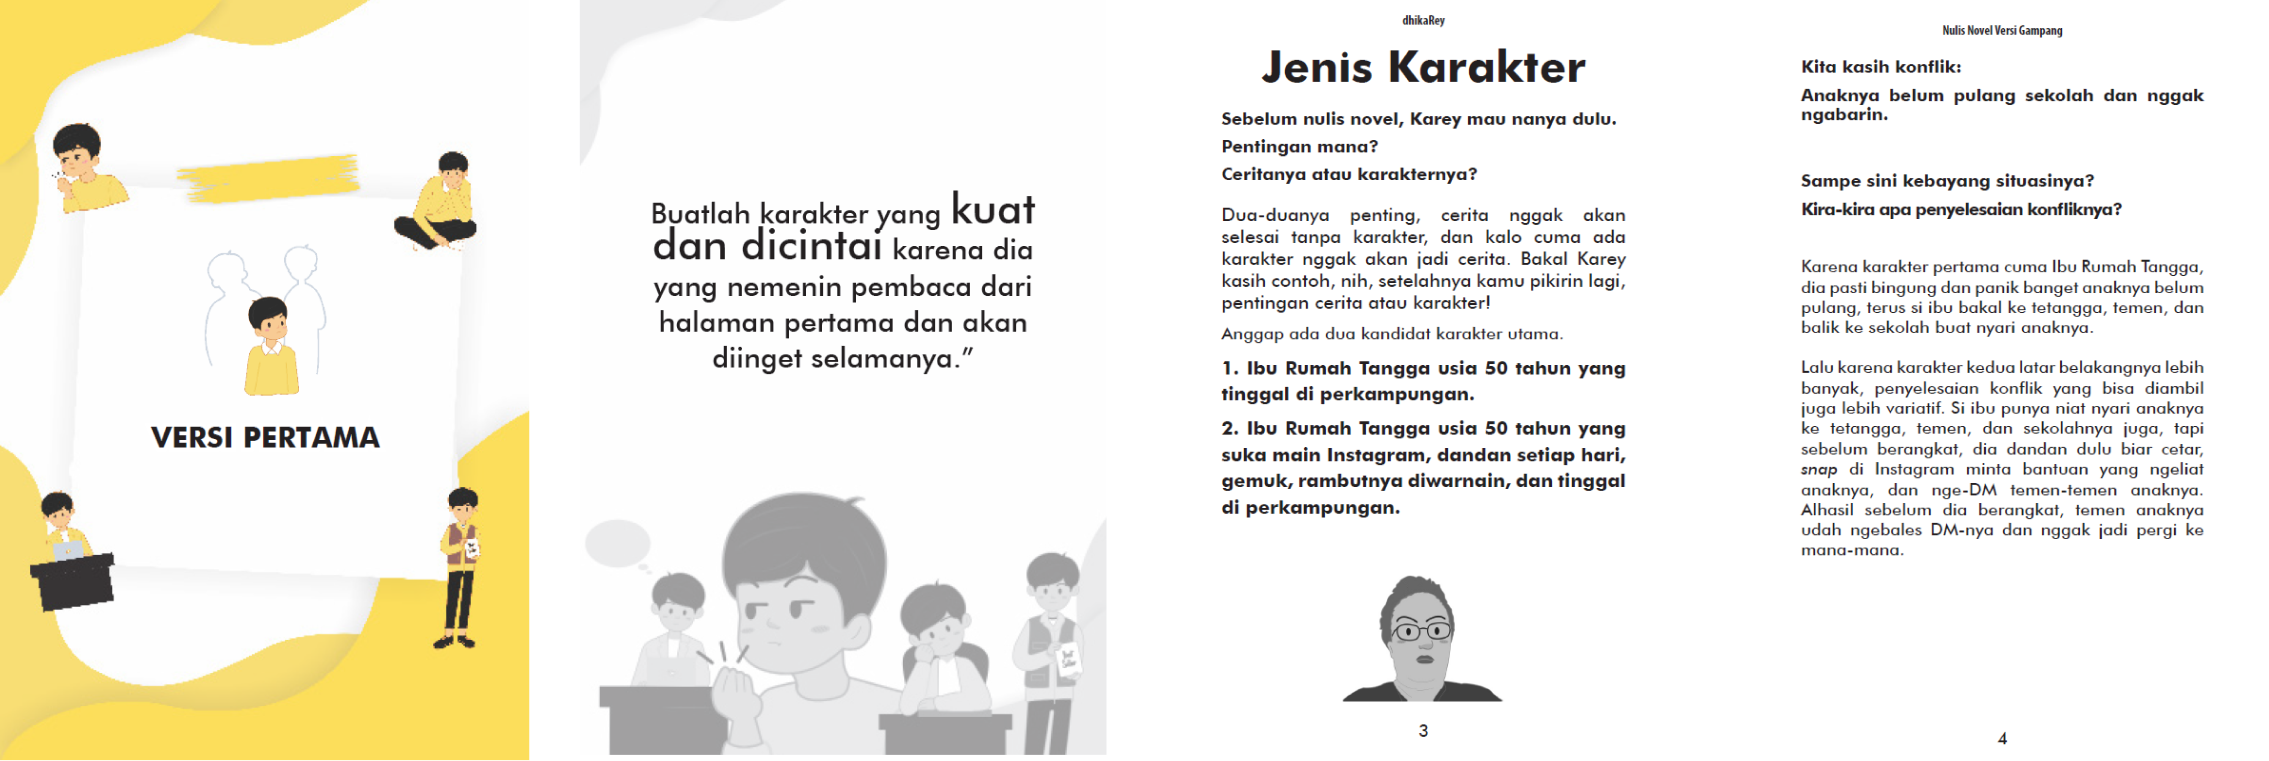 VERSI PERTAMA
Buatlah karakter yang kuat
dan dicintai karena dia
yang nemenin pembaca dari
halaman pertama dan akan
diinget selamanya.”
dhikaRey
Jenis Karakter
Sebelum nulis novel, Karey mau nanya dulu.
Pentingan mana?
Ceritanya atau karakternya?
Dua-duanya penting, cerita nggak akan
selesai tanpa karakter, dan kalo cuma ada
karakter nggak akan jadi cerita. Bakal Karey
kasih contoh, nih, setelahnya kamu pikirin lagi,
pentingan cerita atau karakter!
Anggap ada dua kandidat karakter utama.
1. Ibu Rumah Tangga usia 50 tahun yang
tinggal di perkampungan.
2. Ibu Rumah Tangga usia 50 tahun yang
suka main Instagram, dandan setiap hari,
gemuk, rambutnya diwarnain, dan tinggal
di perkampungan.
3
Nulis Novel Versi Gampang
Kita kasih konflik:
Anaknya belum pulang sekolah dan nggak
ngabarin.
Sampe sini kebayang situasinya?
Kira-kira apa penyelesaian konfliknya?
Karena karakter pertama cuma Ibu Rumah Tangga,
dia pasti bingung dan panik banget anaknya belum
pulang, terus si ibu bakal ke tetangga, temen, dan
balik ke sekolah buat nyari anaknya.
Lalu karena karakter kedua latar belakangnya lebih
banyak, penyelesaian konflik yang bisa diambil
juga lebih variatif. Si ibu punya niat nyari anaknya
ke tetangga, temen, dan sekolahnya juga, tapi
sebelum berangkat, dia dandan dulu biar cetar,
snap di Instagram minta bantuan yang ngeliat
anaknya, dan nge-DM temen-temen anaknya.
Alhasil sebelum dia berangkat, temen anaknya
udah ngebales DM-nya dan nggak jadi pergi ke
mana-mana.
4